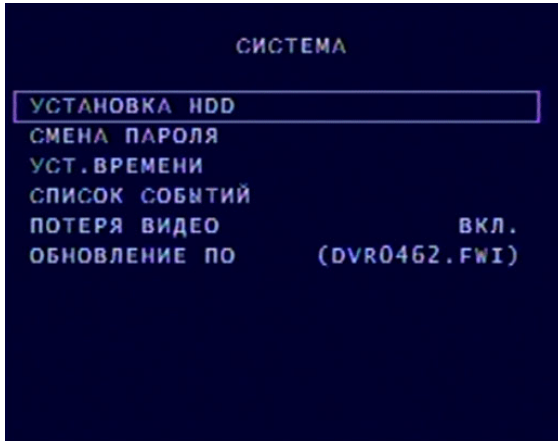 СИСТЕМА
УСТАНОВКА HDD
СМЕНА ПАРОЛЯ
УСТ.ВРЕМЕНИ
СПИСОК СОБЫТИЙ
ПОТЕРЯ ВИДЕО ВКЛ.
ОБНОВЛЕНИЕ ПО (DVR0462.FWI)